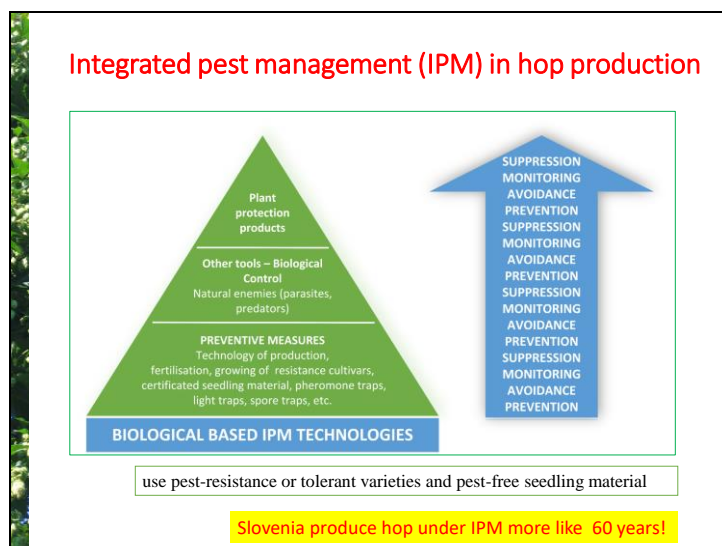 Integrated pest management (IPM) in hop production
Plant
protection
products
Other tools – Biological
Control
Natural enemies (parasites,
predators)
PREVENTIVE MEASURES
Technology of production,
fertilisation, growing of resistance cultivars,
certificated seedling material, pheromone traps,
light traps, spore traps, etc.
BIOLOGICAL BASED IPM TECHNOLOGIES
SUPPRESSION
MONITORING
AVOIDANCE
PREVENTION
SUPPRESSION
MONITORING
AVOIDANCE
PREVENTION
SUPPRESSION
MONITORING
AVOIDANCE
PREVENTION
SUPPRESSION
MONITORING
AVOIDANCE
PREVENTION
use pest-resistance or tolerant varieties and pest-free seedling material
Slovenia produce hop under IPM more like 60 years!